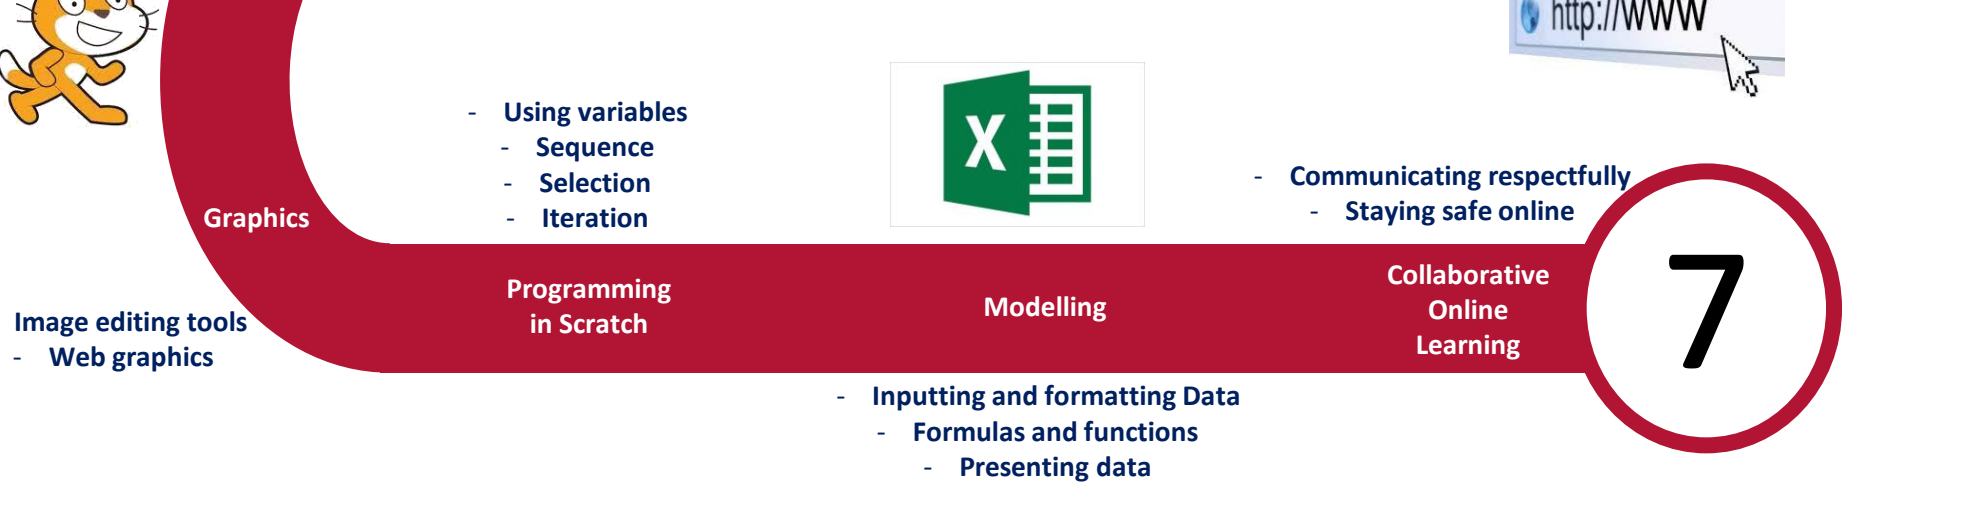 http://www
- Using variables
- Sequence
- Selection
- Iteration
X
- Communicating respectfully
- Staying safe online
Graphics
Programming
in Scratch
Modelling
Collaborative
Online
Learning
7
Image editing tools
- Web graphics
- Inputting and formatting Data
- Formulas and functions
- Presenting data